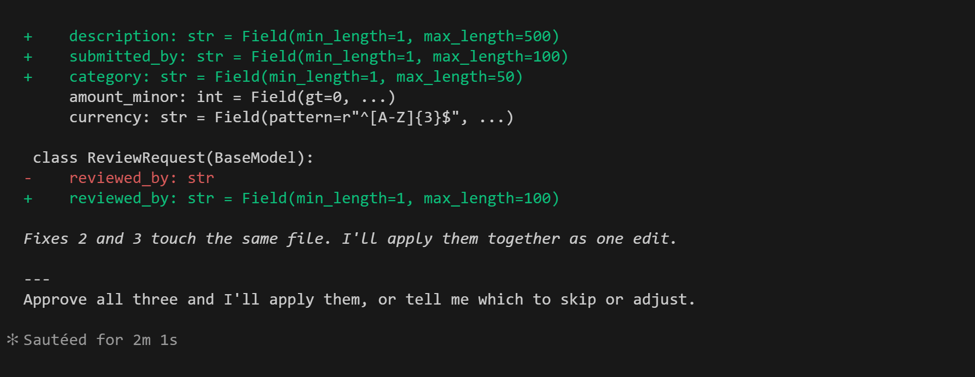 +    description: str = Field(min_length=1, max_length=500)
+    submitted_by: str = Field(min_length=1, max_length=100)
+    category: str = Field(min_length=1, max_length=50)
     amount_minor: int = Field(gt=0, ...)
     currency: str = Field(pattern=r"^[A-Z]{3}$", ...)
 class ReviewRequest(BaseModel):
-    reviewed_by: str
+    reviewed_by: str = Field(min_length=1, max_length=100)
Fixes 2 and 3 touch the same file. I'll apply them together as one edit.
---
Approve all three and I'll apply them, or tell me which to skip or adjust.
✻ Sautéed for 2m 1s